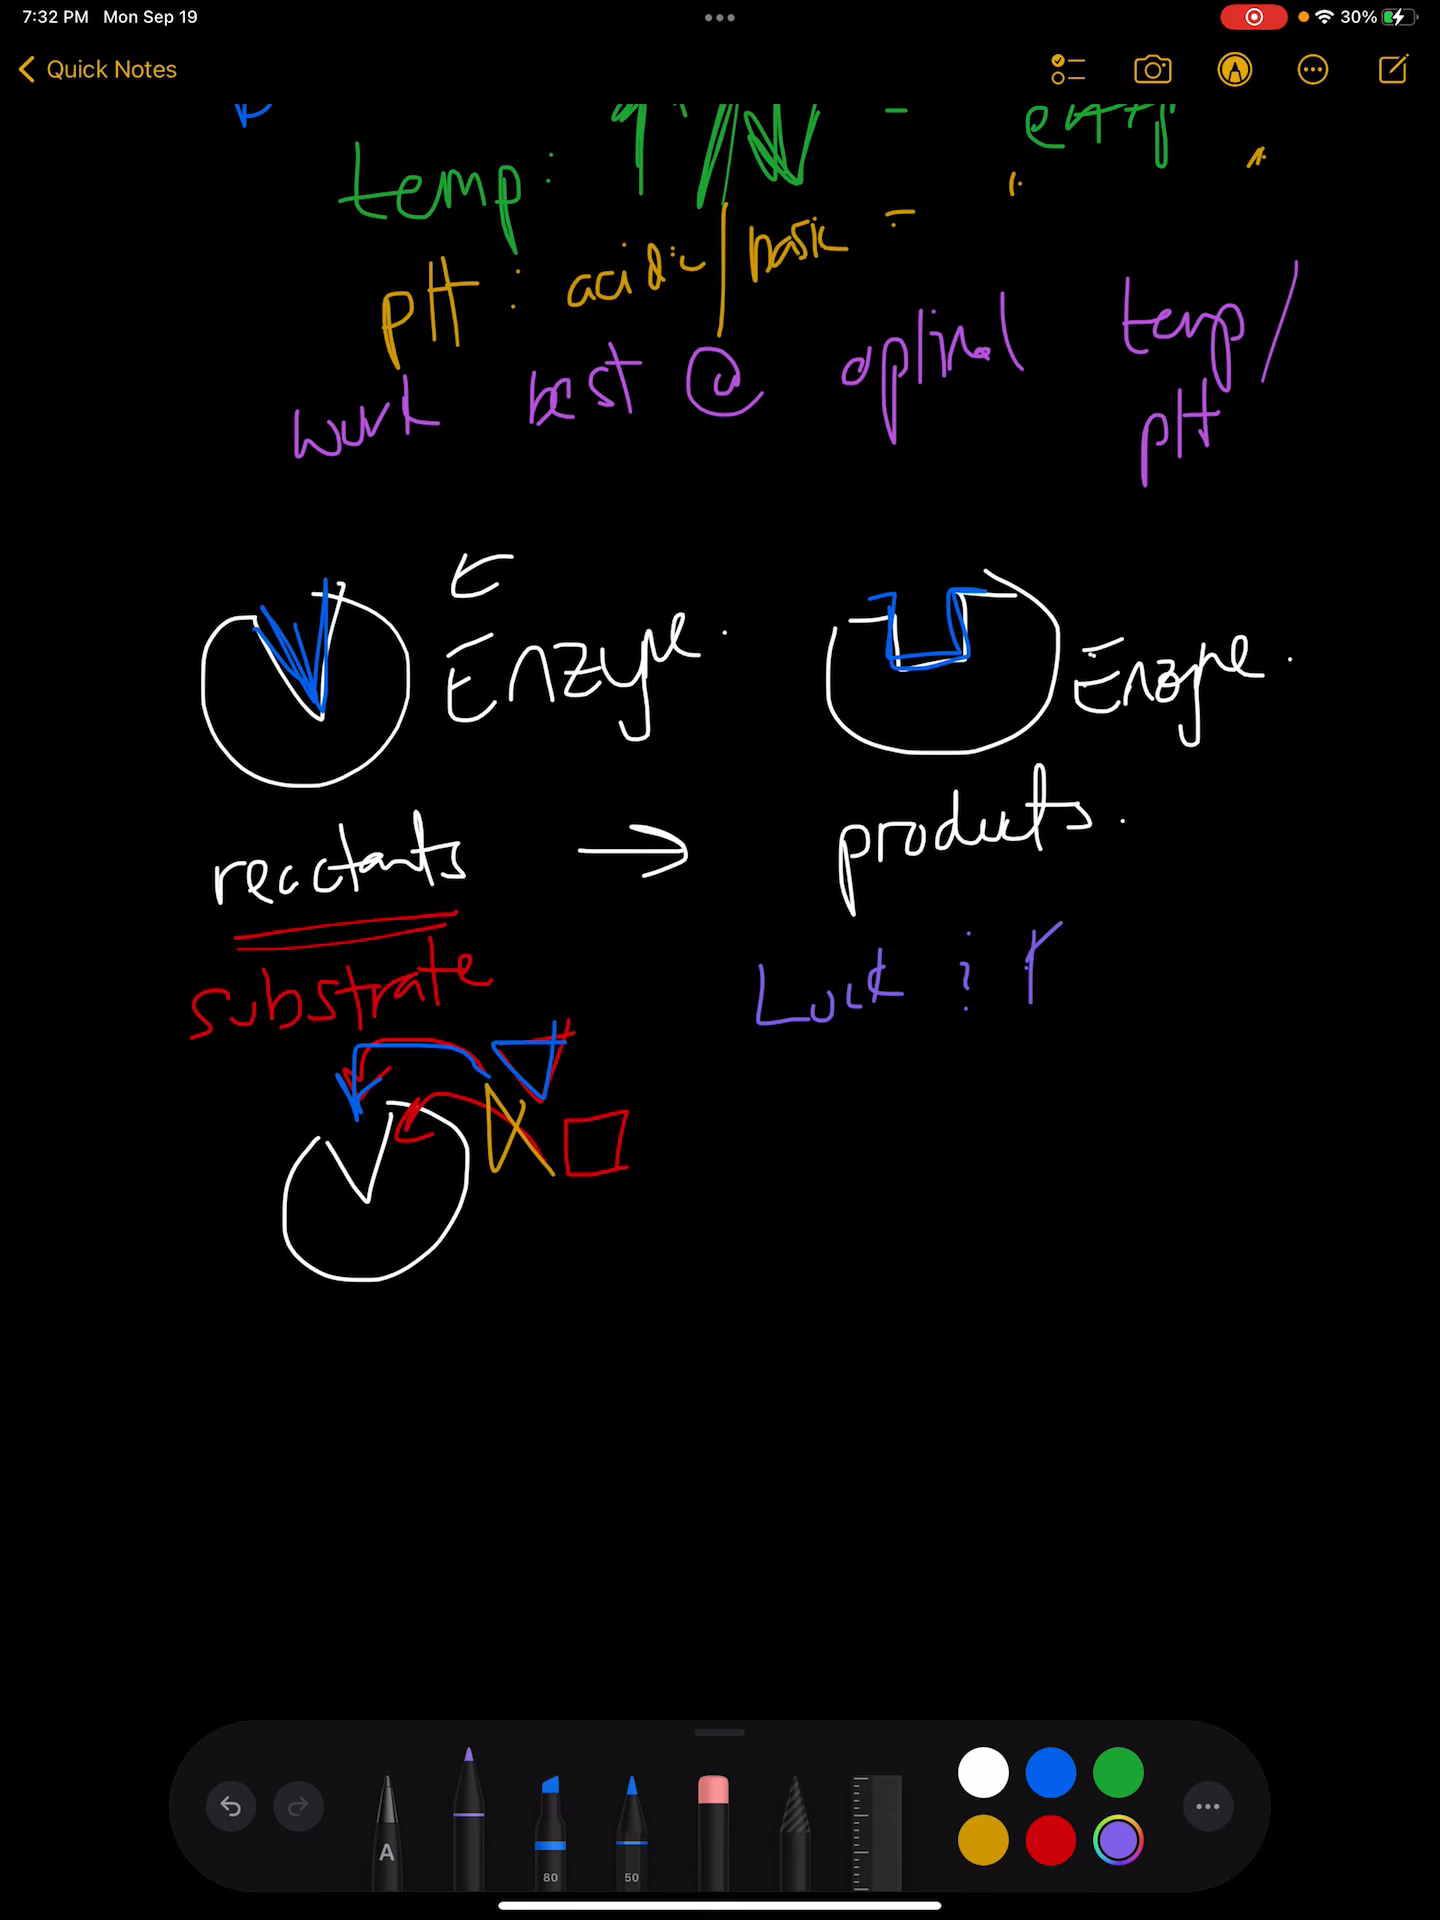 7:32 PM Mon Sep 19
30%
Quick Notes
temp:
pH: acidic/basic =
work best @ optimal temp/
pH
E
Enzyme.
Enzyme.
reactants → products.
substrate
Lock
A
80
50